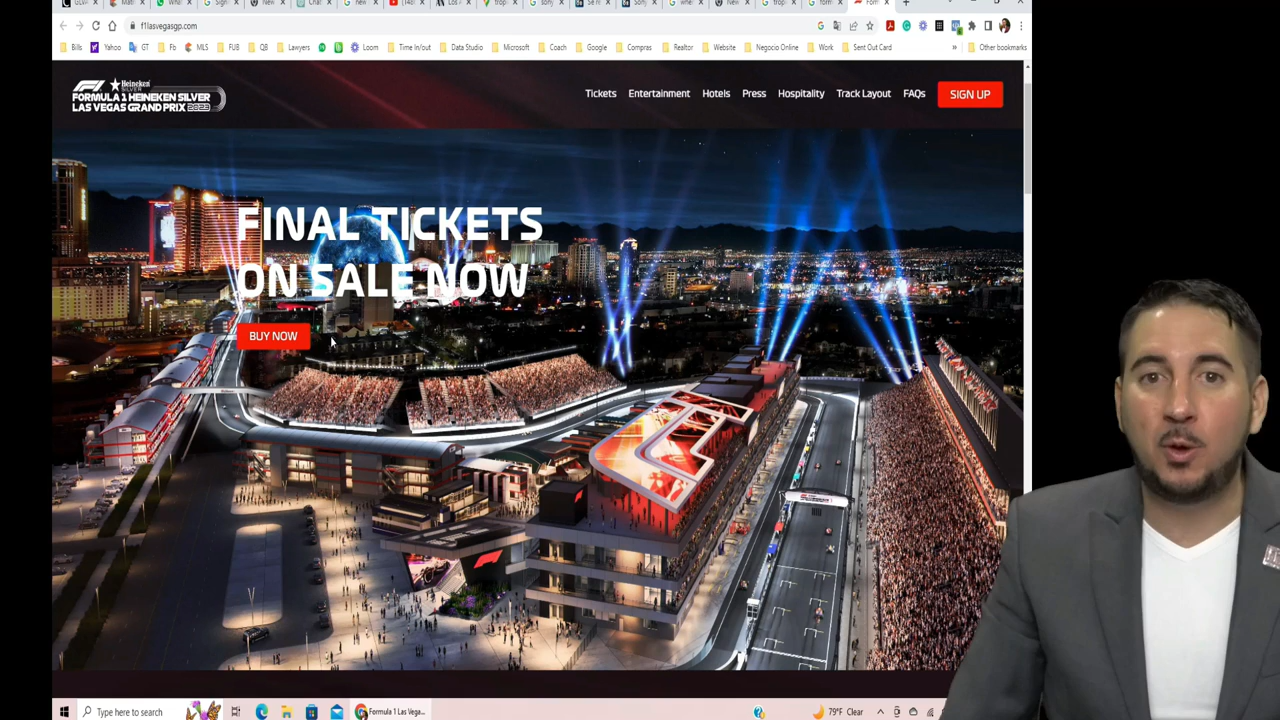 f1lasvegasgp.com
Bills Yahoo GT Fb MLS FUB QB Lawyers Loom Time In/out Data Studio Microsoft Coach Google Compras Realtor Website Negocio Online Work Sent Out Card » Other bookmarks
Heineken
SILVER
FORMULA 1 HEINEKEN SILVER
LAS VEGAS GRAND PRIX 2023
Tickets Entertainment Hotels Press Hospitality Track Layout FAQs SIGN UP
FINAL TICKETS
ON SALE NOW
BUY NOW
Type here to search Formula 1 Las Vega... 79°F Clear